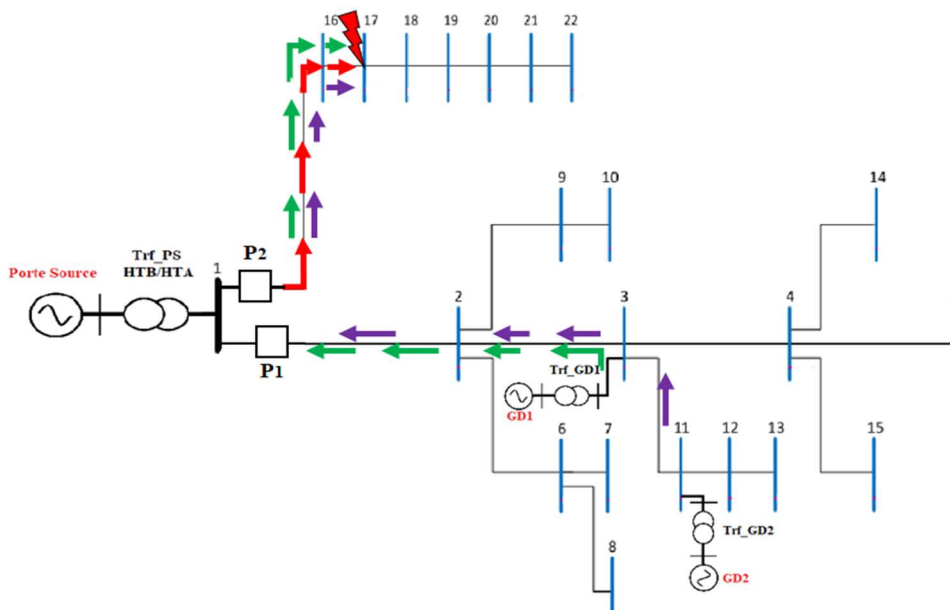 16 17 18 19 20 21 22
9 10 14
Trf_PS
HTB/HTA
P2
Porte Source
1
2 3 4
P1
Trf_GD1
GD1
6 7 11 12 13 15
Trf_GD2
8
GD2